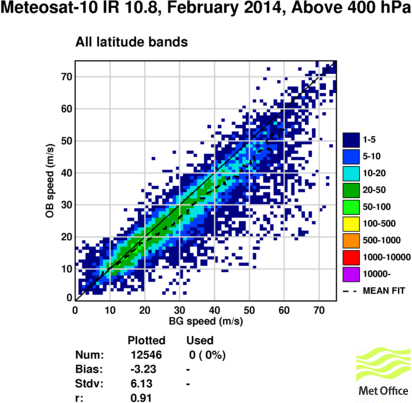 Meteosat-10 IR 10.8, February 2014, Above 400 hPa
All latitude bands
OB speed (m/s)
70
60
50
40
30
20
10
0
0 10 20 30 40 50 60 70
BG speed (m/s)
1-5
5-10
10-20
20-50
50-100
100-500
500-1000
1000-10000
10000-
MEAN FIT
Plotted Used
Num: 12546 0 ( 0%)
Bias: -3.23 -
Stdv: 6.13 -
r: 0.91
Met Office